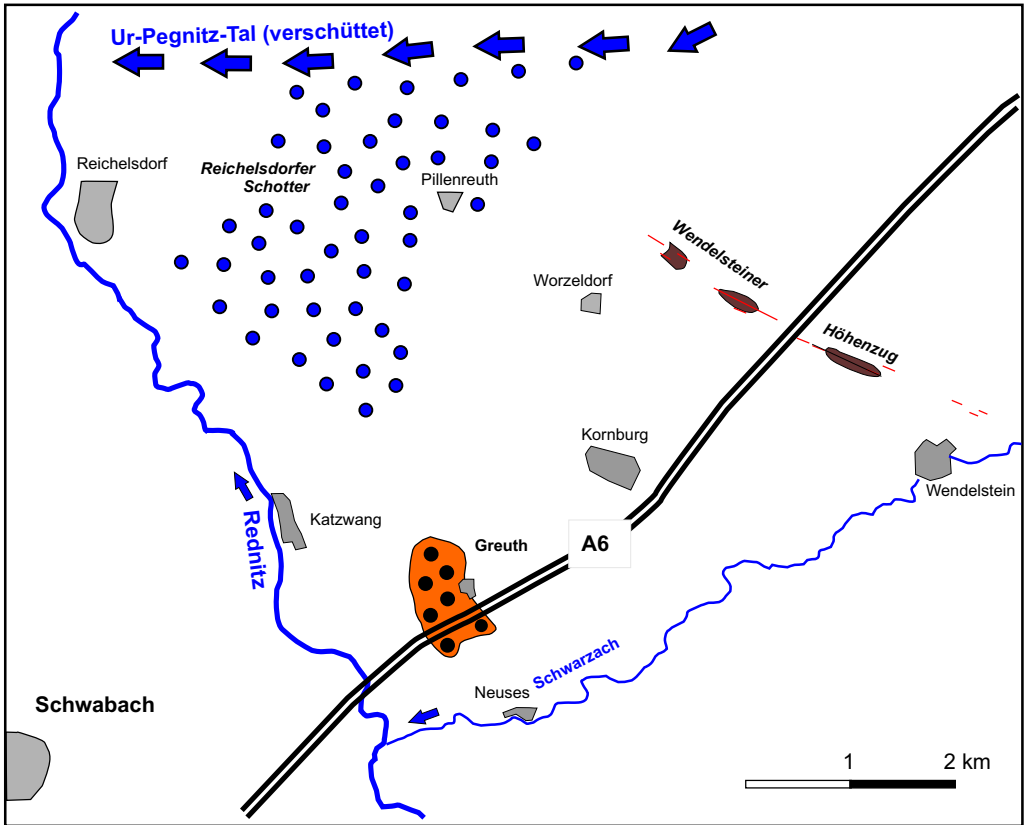 Ur-Pegnitz-Tal (verschüttet)
Reichelsdorf
Reichelsdorfer
Schotter
Pillenreuth
Wendelsteiner
Worzeldorf
Höhenzug
Kornburg
Wendelstein
Rednitz
Katzwang
Greuth
A6
Schwarzach
Neuses
Schwabach
1
2 km